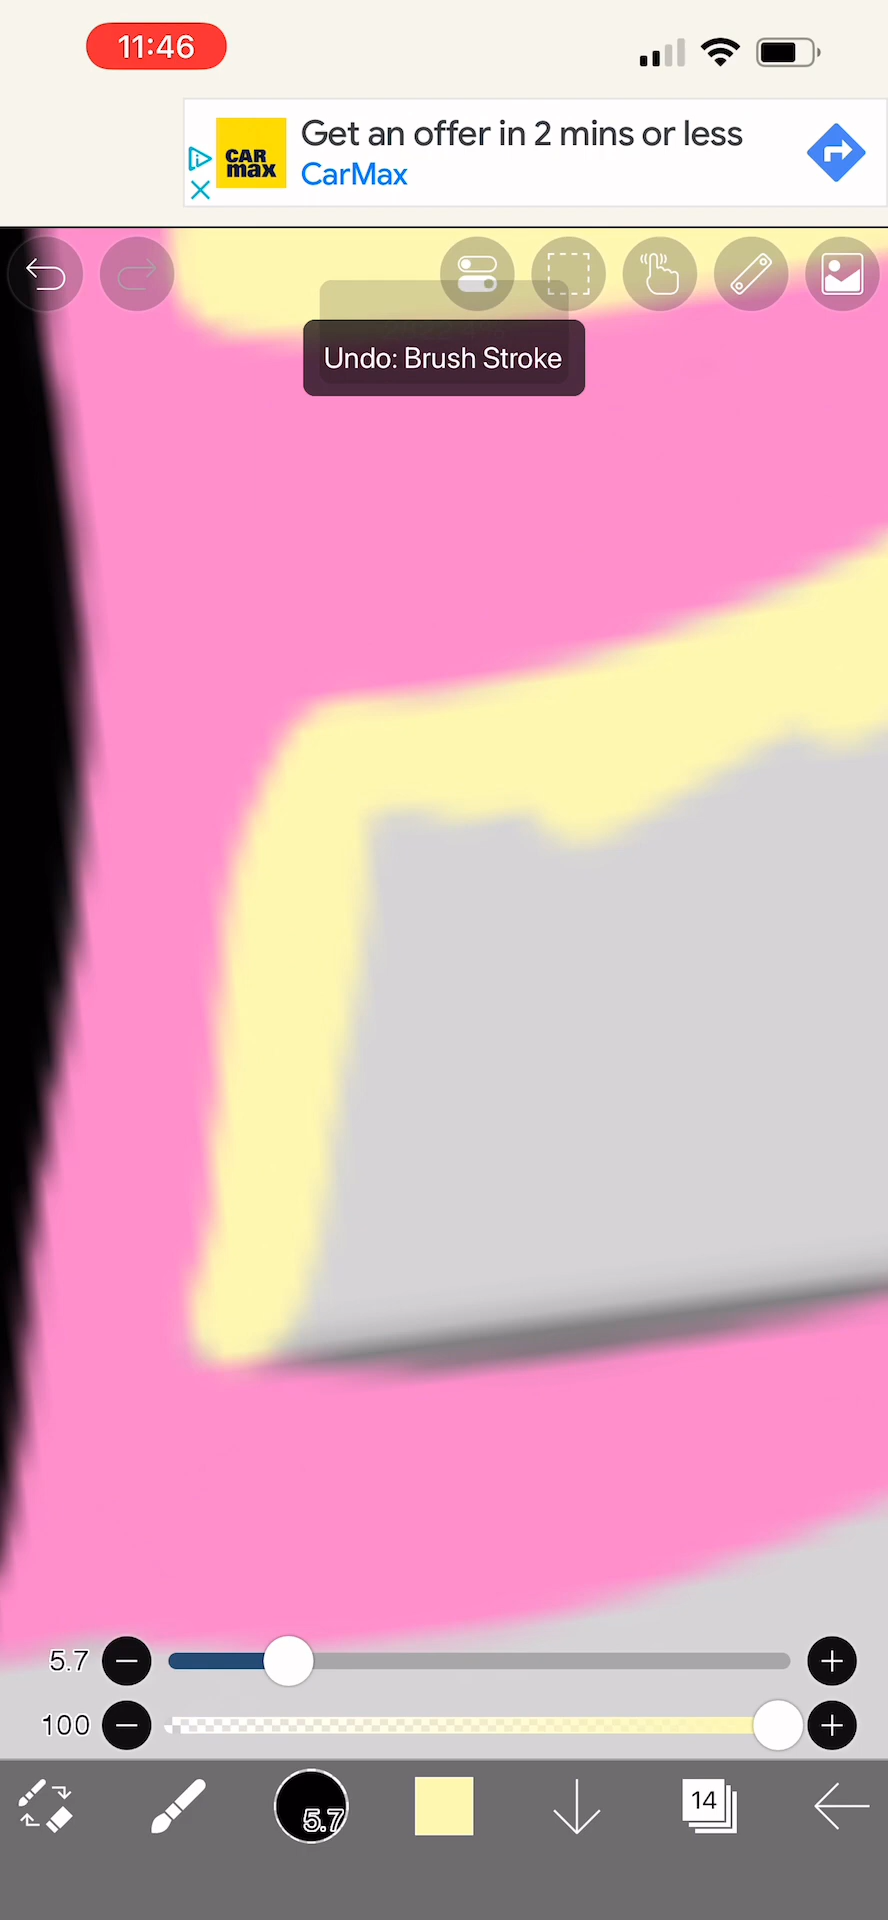 11:46
Get an offer in 2 mins or less
CAR
max
CarMax
Undo: Brush Stroke
5.7
100
5.7
14